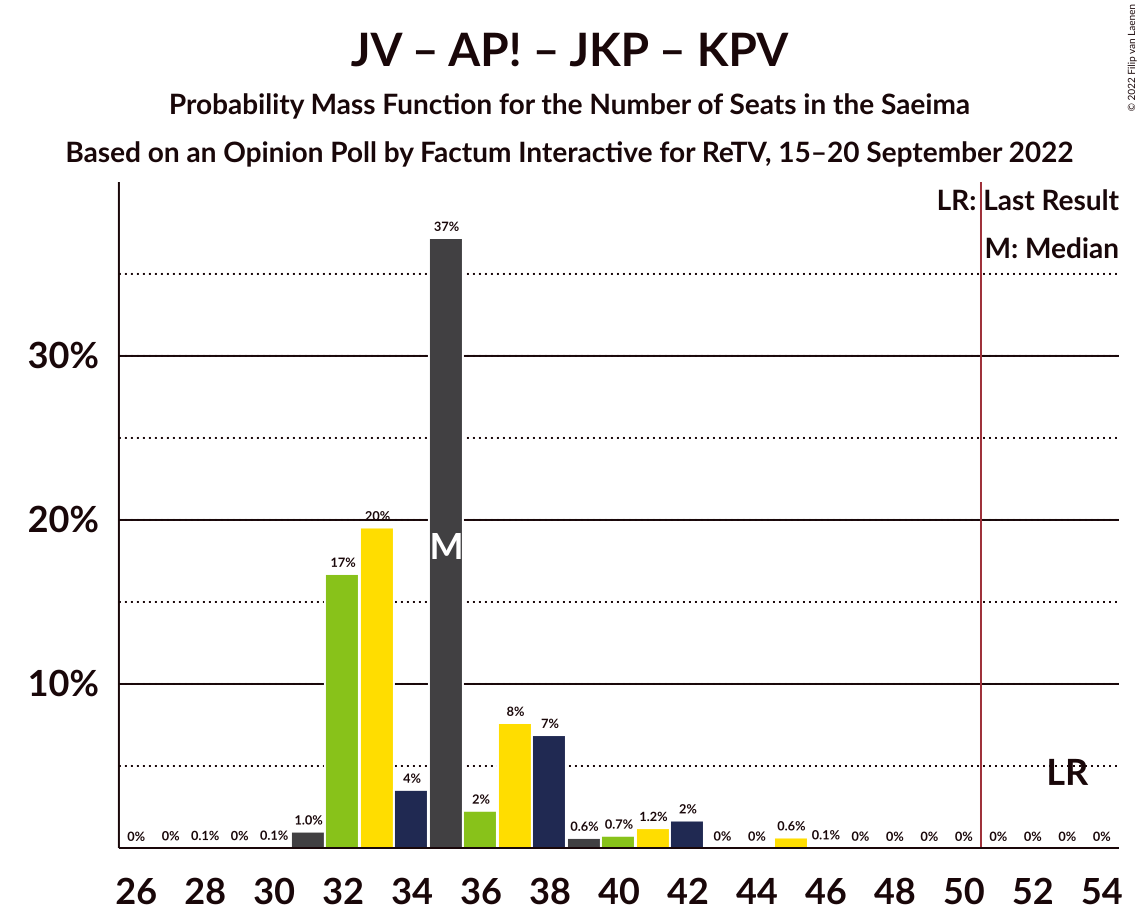 JV – AP! – JKP – KPV
Probability Mass Function for the Number of Seats in the Saeima
Based on an Opinion Poll by Factum Interactive for ReTV, 15–20 September 2022
© 2022 Filip van Laenen
LR: Last Result
M: Median
30%
20%
10%
0% 0% 0.1% 0% 0.1% 1.0% 17% 20% 4% 37% 2% 8% 7% 0.6% 0.7% 1.2% 2% 0% 0% 0.6% 0.1% 0% 0% 0% 0% 0% 0% 0% 0%
M
LR
26 28 30 32 34 36 38 40 42 44 46 48 50 52 54